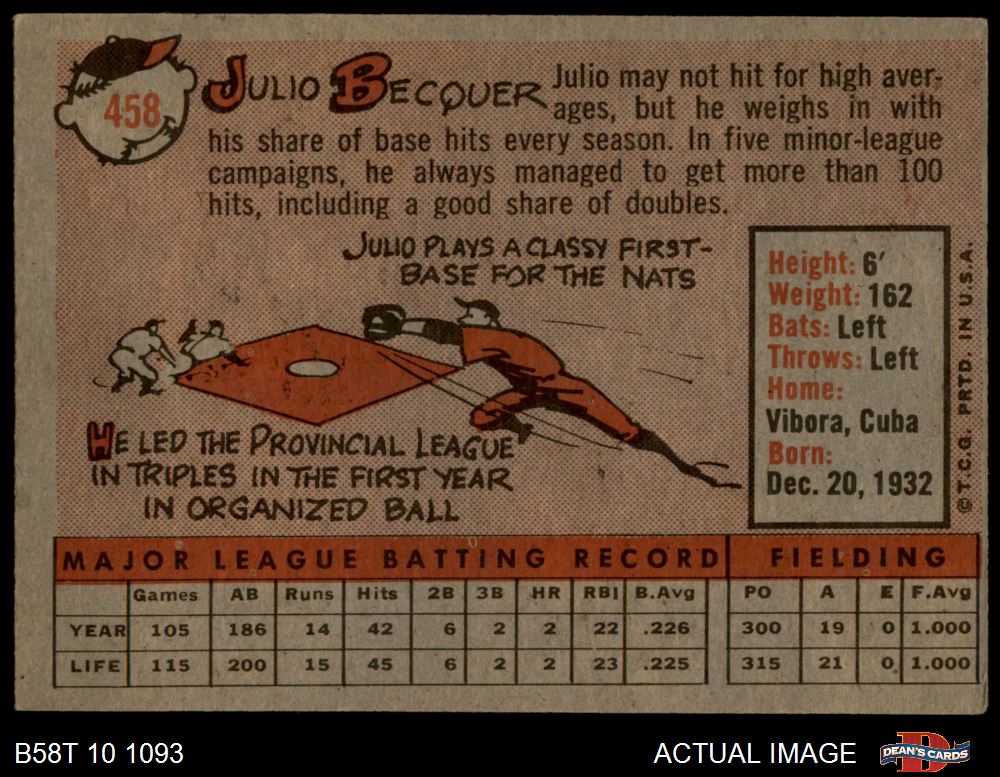 458
JULIO BECQUER
Julio may not hit for high aver-
ages, but he weighs in with
his share of base hits every season. In five minor-league
campaigns, he always managed to get more than 100
hits, including a good share of doubles.
JULIO PLAYS A CLASSY FIRST-
BASE FOR THE NATS
HE LED THE PROVINCIAL LEAGUE
IN TRIPLES IN THE FIRST YEAR
IN ORGANIZED BALL
Height: 6'
Weight: 162
Bats: Left
Throws: Left
Home:
Vibora, Cuba
Born:
Dec. 20, 1932
© T.C.G. PRTD. IN U.S.A.
MAJOR LEAGUE BATTING RECORD FIELDING
Games AB Runs Hits 2B 3B HR RBI B.Avg PO A E F.Avg
YEAR 105 186 14 42 6 2 2 22 .226 300 19 0 1.000
LIFE 115 200 15 45 6 2 2 23 .225 315 21 0 1.000
B58T 10 1093
ACTUAL IMAGE
D
DEAN'S CARDS